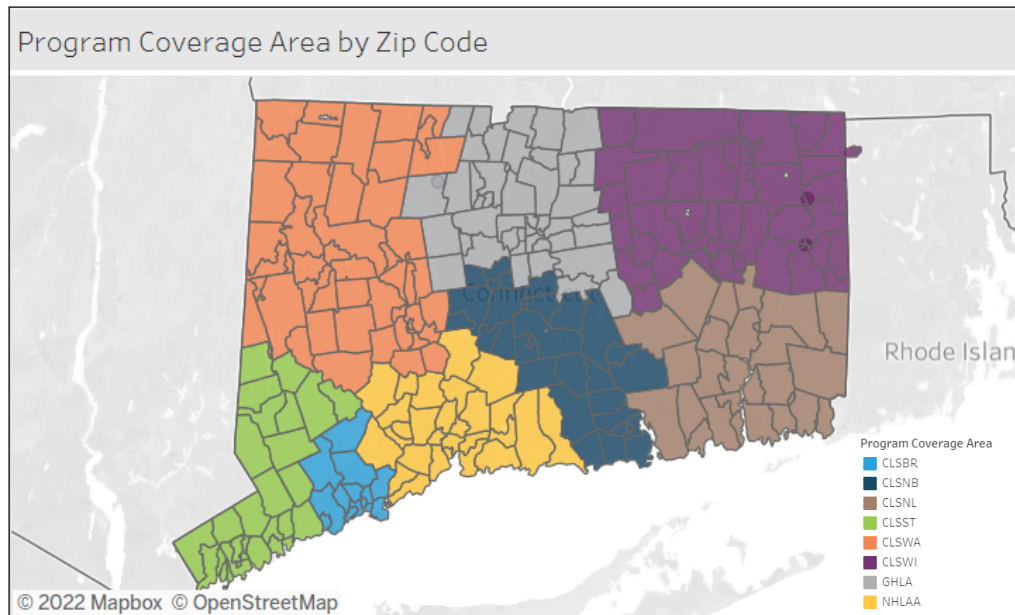 Program Coverage Area by Zip Code
Connecticut
Rhode Islan
Program Coverage Area
CLSBR
CLSNB
CLSNL
CLSST
CLSWA
CLSWI
GHLA
NHLAA
© 2022 Mapbox © OpenStreetMap